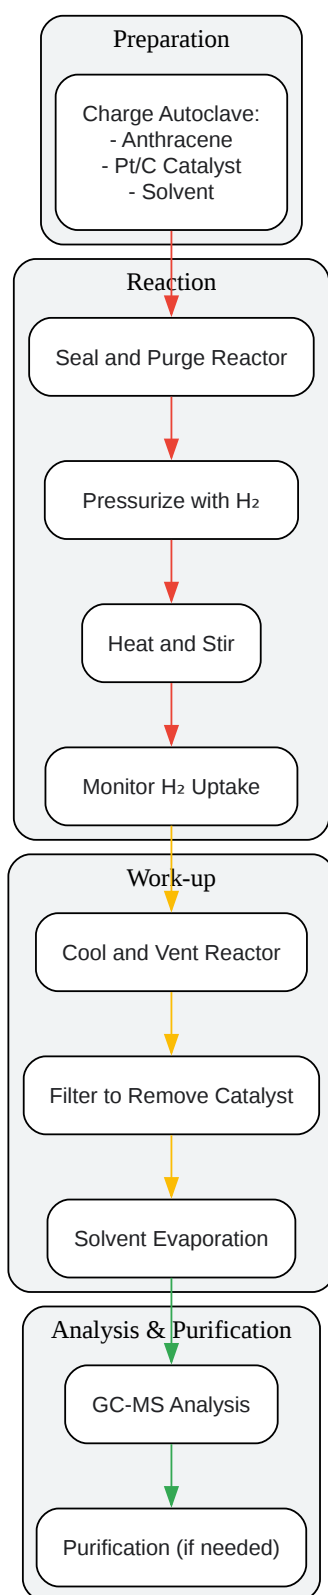 Preparation
Charge Autoclave:
- Anthracene
- Pt/C Catalyst
- Solvent
Reaction
Seal and Purge Reactor
Pressurize with H₂
Heat and Stir
Monitor H₂ Uptake
Work-up
Cool and Vent Reactor
Filter to Remove Catalyst
Solvent Evaporation
Analysis & Purification
GC-MS Analysis
Purification (if needed)